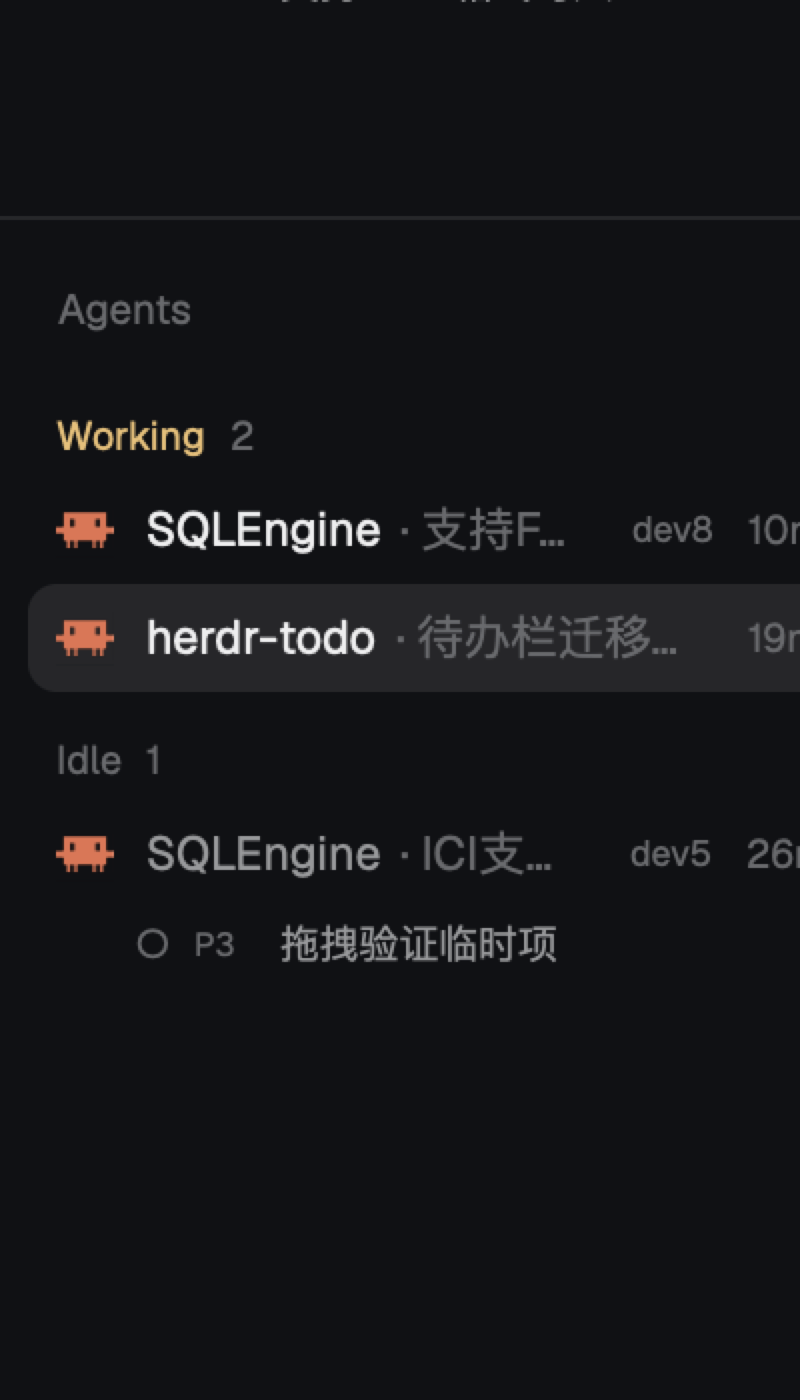 Agents
Working 2
SQLEngine · 支持F... dev8
herdr-todo · 待办栏迁移...
Idle 1
SQLEngine · ICI支... dev5
P3 拖拽验证临时项